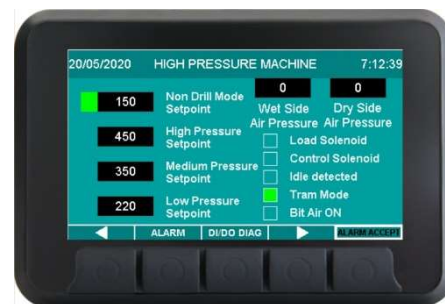 20/05/2020 HIGH PRESSURE MACHINE 7:12:39
150 Non Drill Mode
Setpoint
450 High Pressure
Setpoint
350 Medium Pressure
Setpoint
220 Low Pressure
Setpoint
0 0
Wet Side Dry Side
Air Pressure Air Pressure
Load Solenoid
Control Solenoid
Idle detected
Tram Mode
Bit Air ON
ALARM DI/DO DIAG ALARM ACCEPT